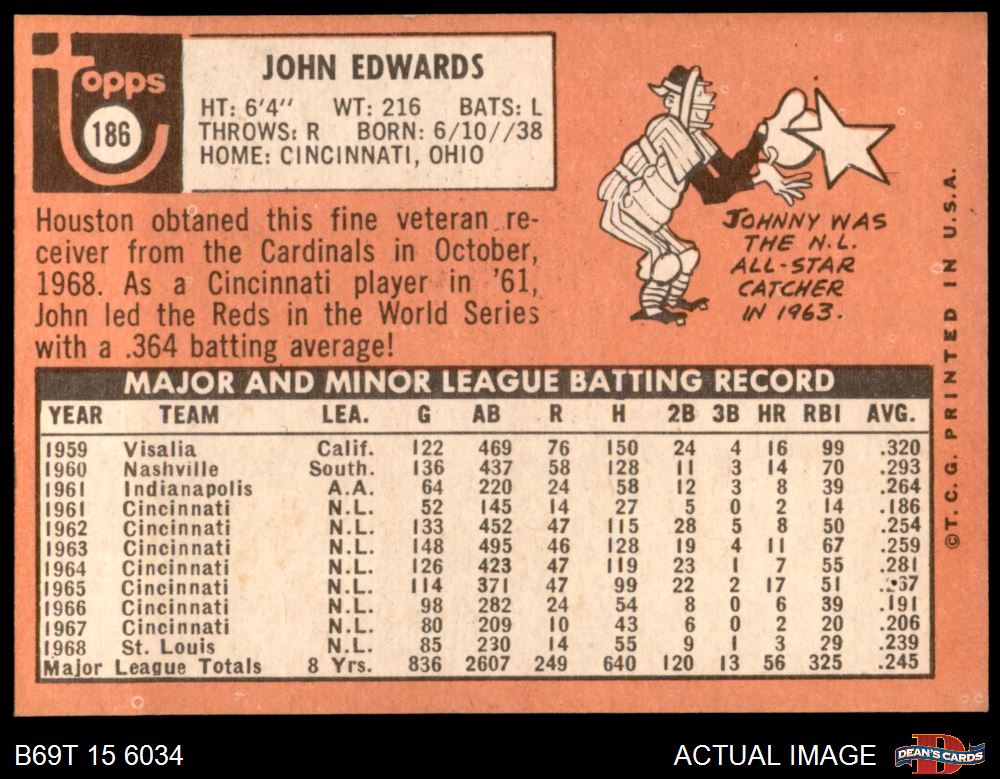 topps
186
JOHN EDWARDS
HT: 6'4" WT: 216 BATS: L
THROWS: R BORN: 6/10//38
HOME: CINCINNATI, OHIO
Houston obtaned this fine veteran re-
ceiver from the Cardinals in October,
1968. As a Cincinnati player in '61,
John led the Reds in the World Series
with a .364 batting average!
JOHNNY WAS
THE N.L.
ALL-STAR
CATCHER
IN 1963.
MAJOR AND MINOR LEAGUE BATTING RECORD
YEAR TEAM LEA. G AB R H 2B 3B HR RBI AVG.
1959 Visalia Calif. 122 469 76 150 24 4 16 99 .320
1960 Nashville South. 136 437 58 128 11 3 14 70 .293
1961 Indianapolis A.A. 64 220 24 58 12 3 8 39 .264
1961 Cincinnati N.L. 52 145 14 27 5 0 2 14 .186
1962 Cincinnati N.L. 133 452 47 115 28 5 8 50 .254
1963 Cincinnati N.L. 148 495 46 128 19 4 11 67 .259
1964 Cincinnati N.L. 126 423 47 119 23 1 7 55 .281
1965 Cincinnati N.L. 114 371 47 99 22 2 17 51 .267
1966 Cincinnati N.L. 98 282 24 54 8 0 6 39 .191
1967 Cincinnati N.L. 80 209 10 43 6 0 2 20 .206
1968 St. Louis N.L. 85 230 14 55 9 1 3 29 .239
Major League Totals 8 Yrs. 836 2607 249 640 120 13 56 325 .245
©T. C. G. PRINTED IN U.S.A.
B69T 15 6034
ACTUAL IMAGE
DEAN'S CARDS